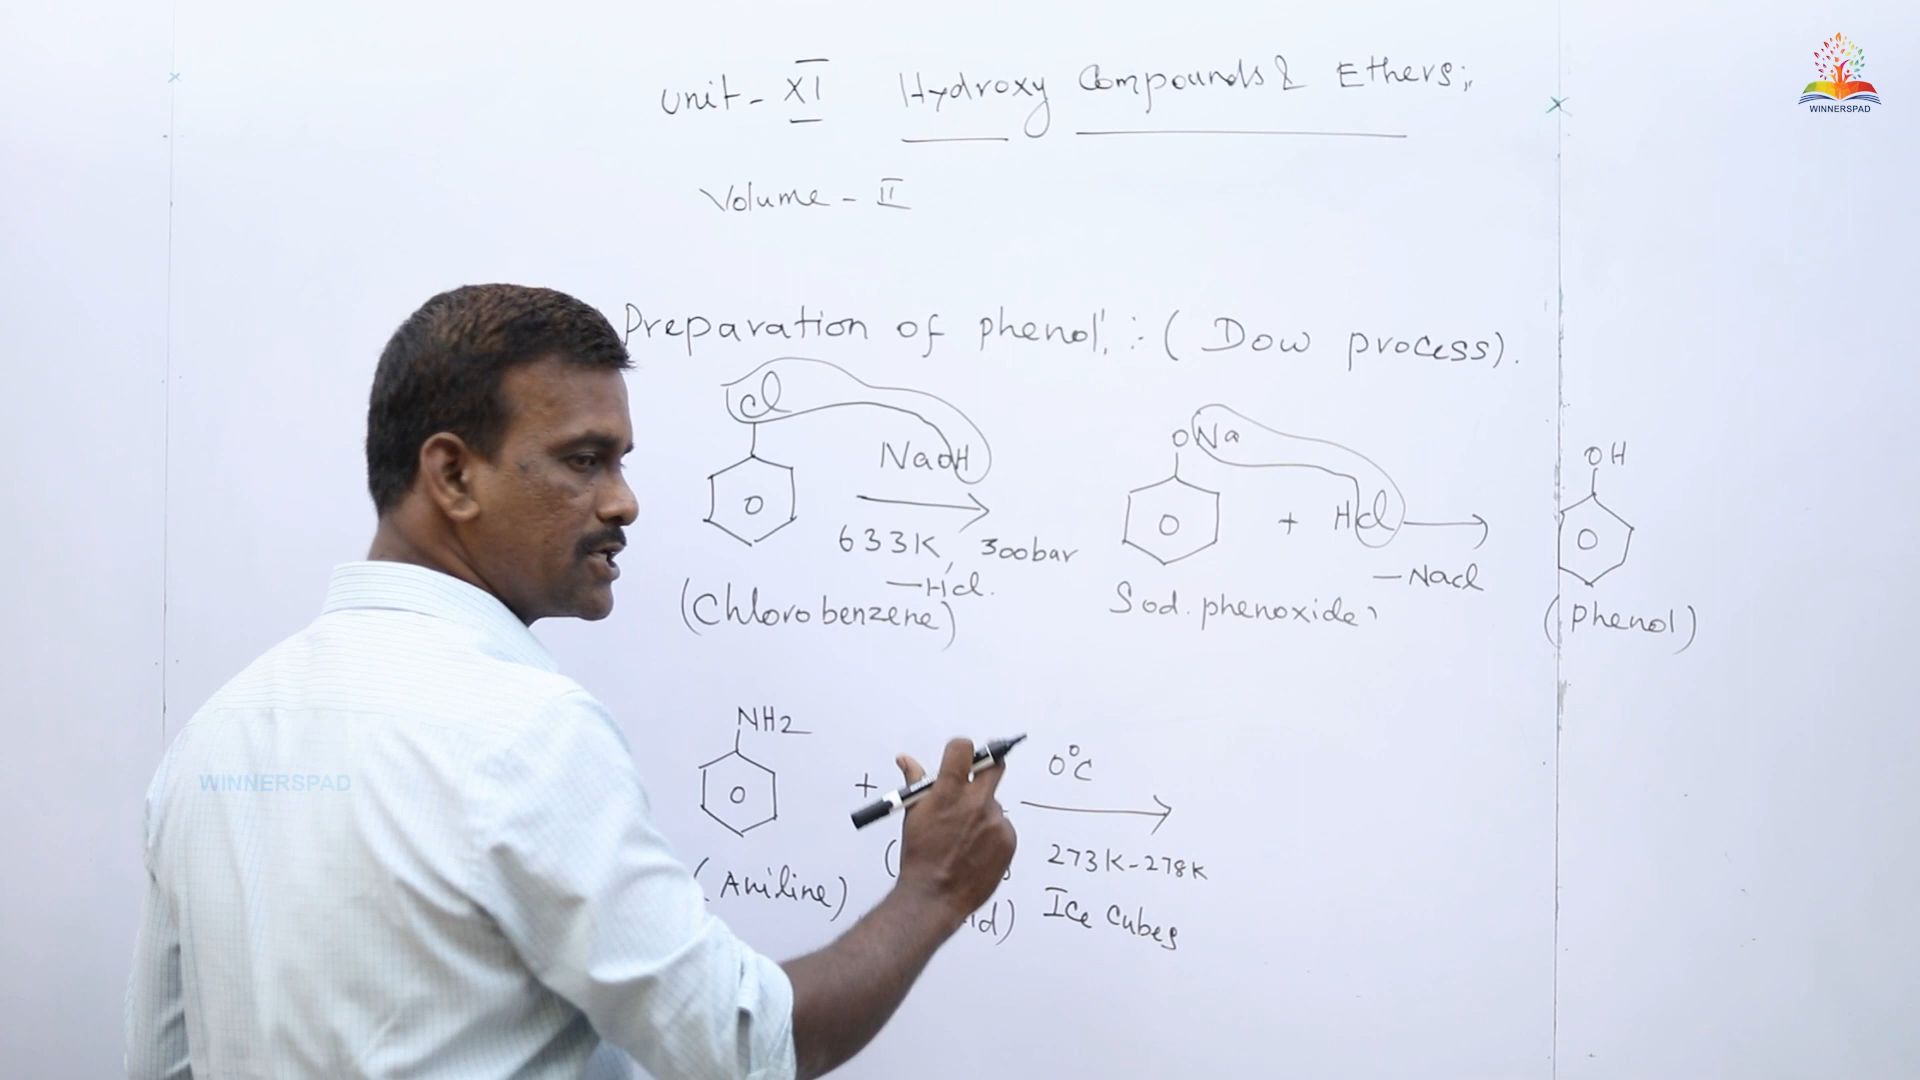 Unit - XI Hydroxy Compounds & Ethers;
WINNERSPAD
Volume - II
Preparation of phenol : (Dow process).
Cl
NaOH
633K, 300bar
-HCl.
(Chlorobenzene)
ONa
+ HCl
-NaCl
Sod. phenoxide
OH
(phenol)
NH2
+
0°C
273K-278K
(Aniline)
Ice cubes
WINNERSPAD